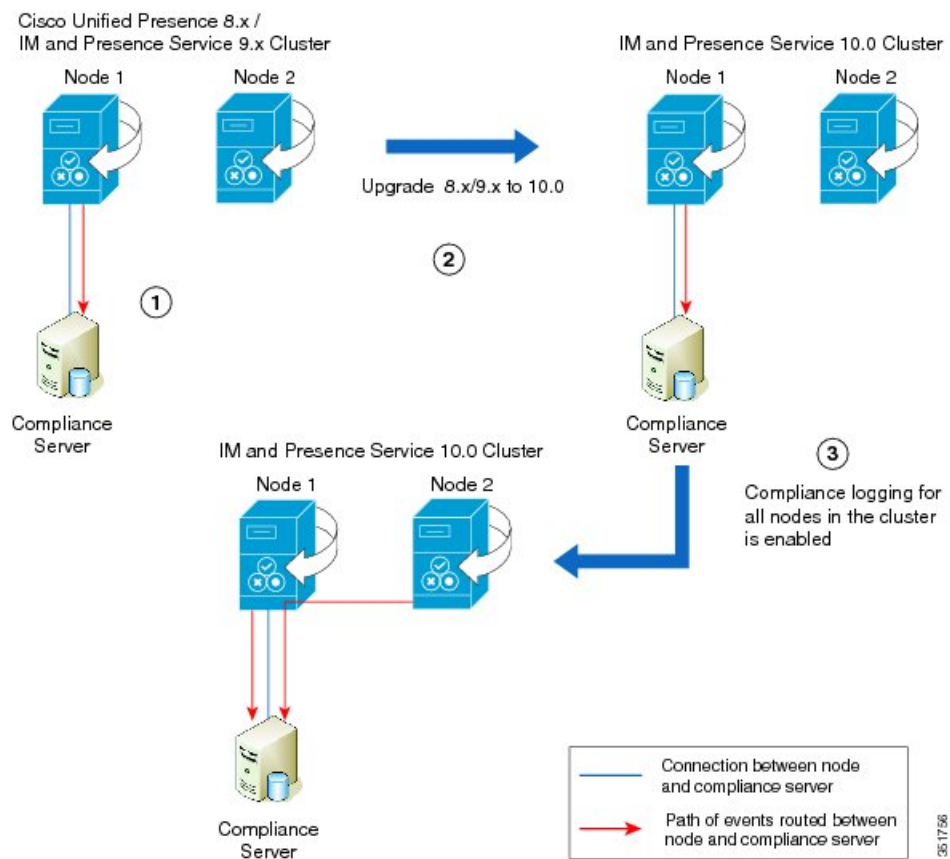 Cisco Unified Presence 8.x /
IM and Presence Service 9.x Cluster
Node 1
Node 2
Upgrade 8.x/9.x to 10.0
IM and Presence Service 10.0 Cluster
Node 1
Node 2
1
2
Compliance
Server
Compliance
Server
3
Compliance logging for
all nodes in the cluster
is enabled
IM and Presence Service 10.0 Cluster
Node 1
Node 2
Compliance
Server
Connection between node
and compliance server
Path of events routed between
node and compliance server
351756